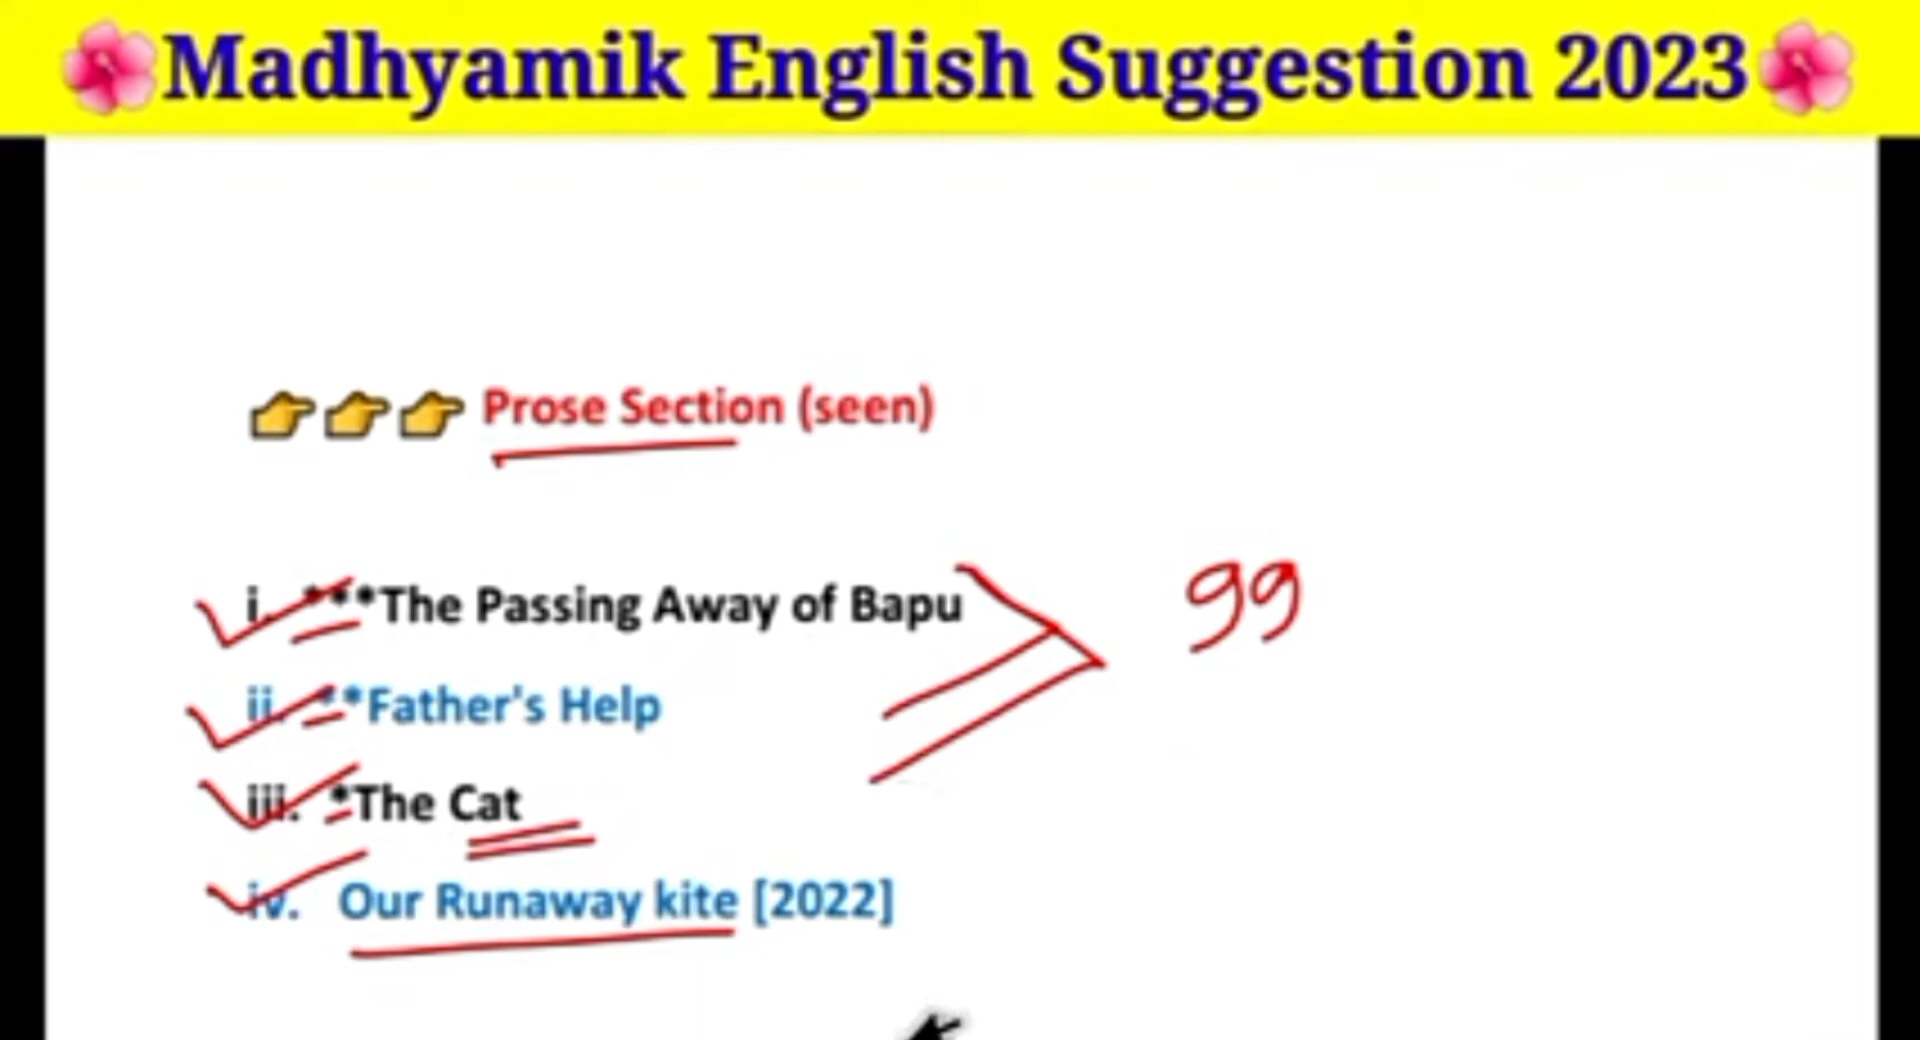 Madhyamik English Suggestion 2023
Prose Section (seen)
i. ***The Passing Away of Bapu
99
ii. **Father's Help
iii. *The Cat
iv. Our Runaway kite [2022]